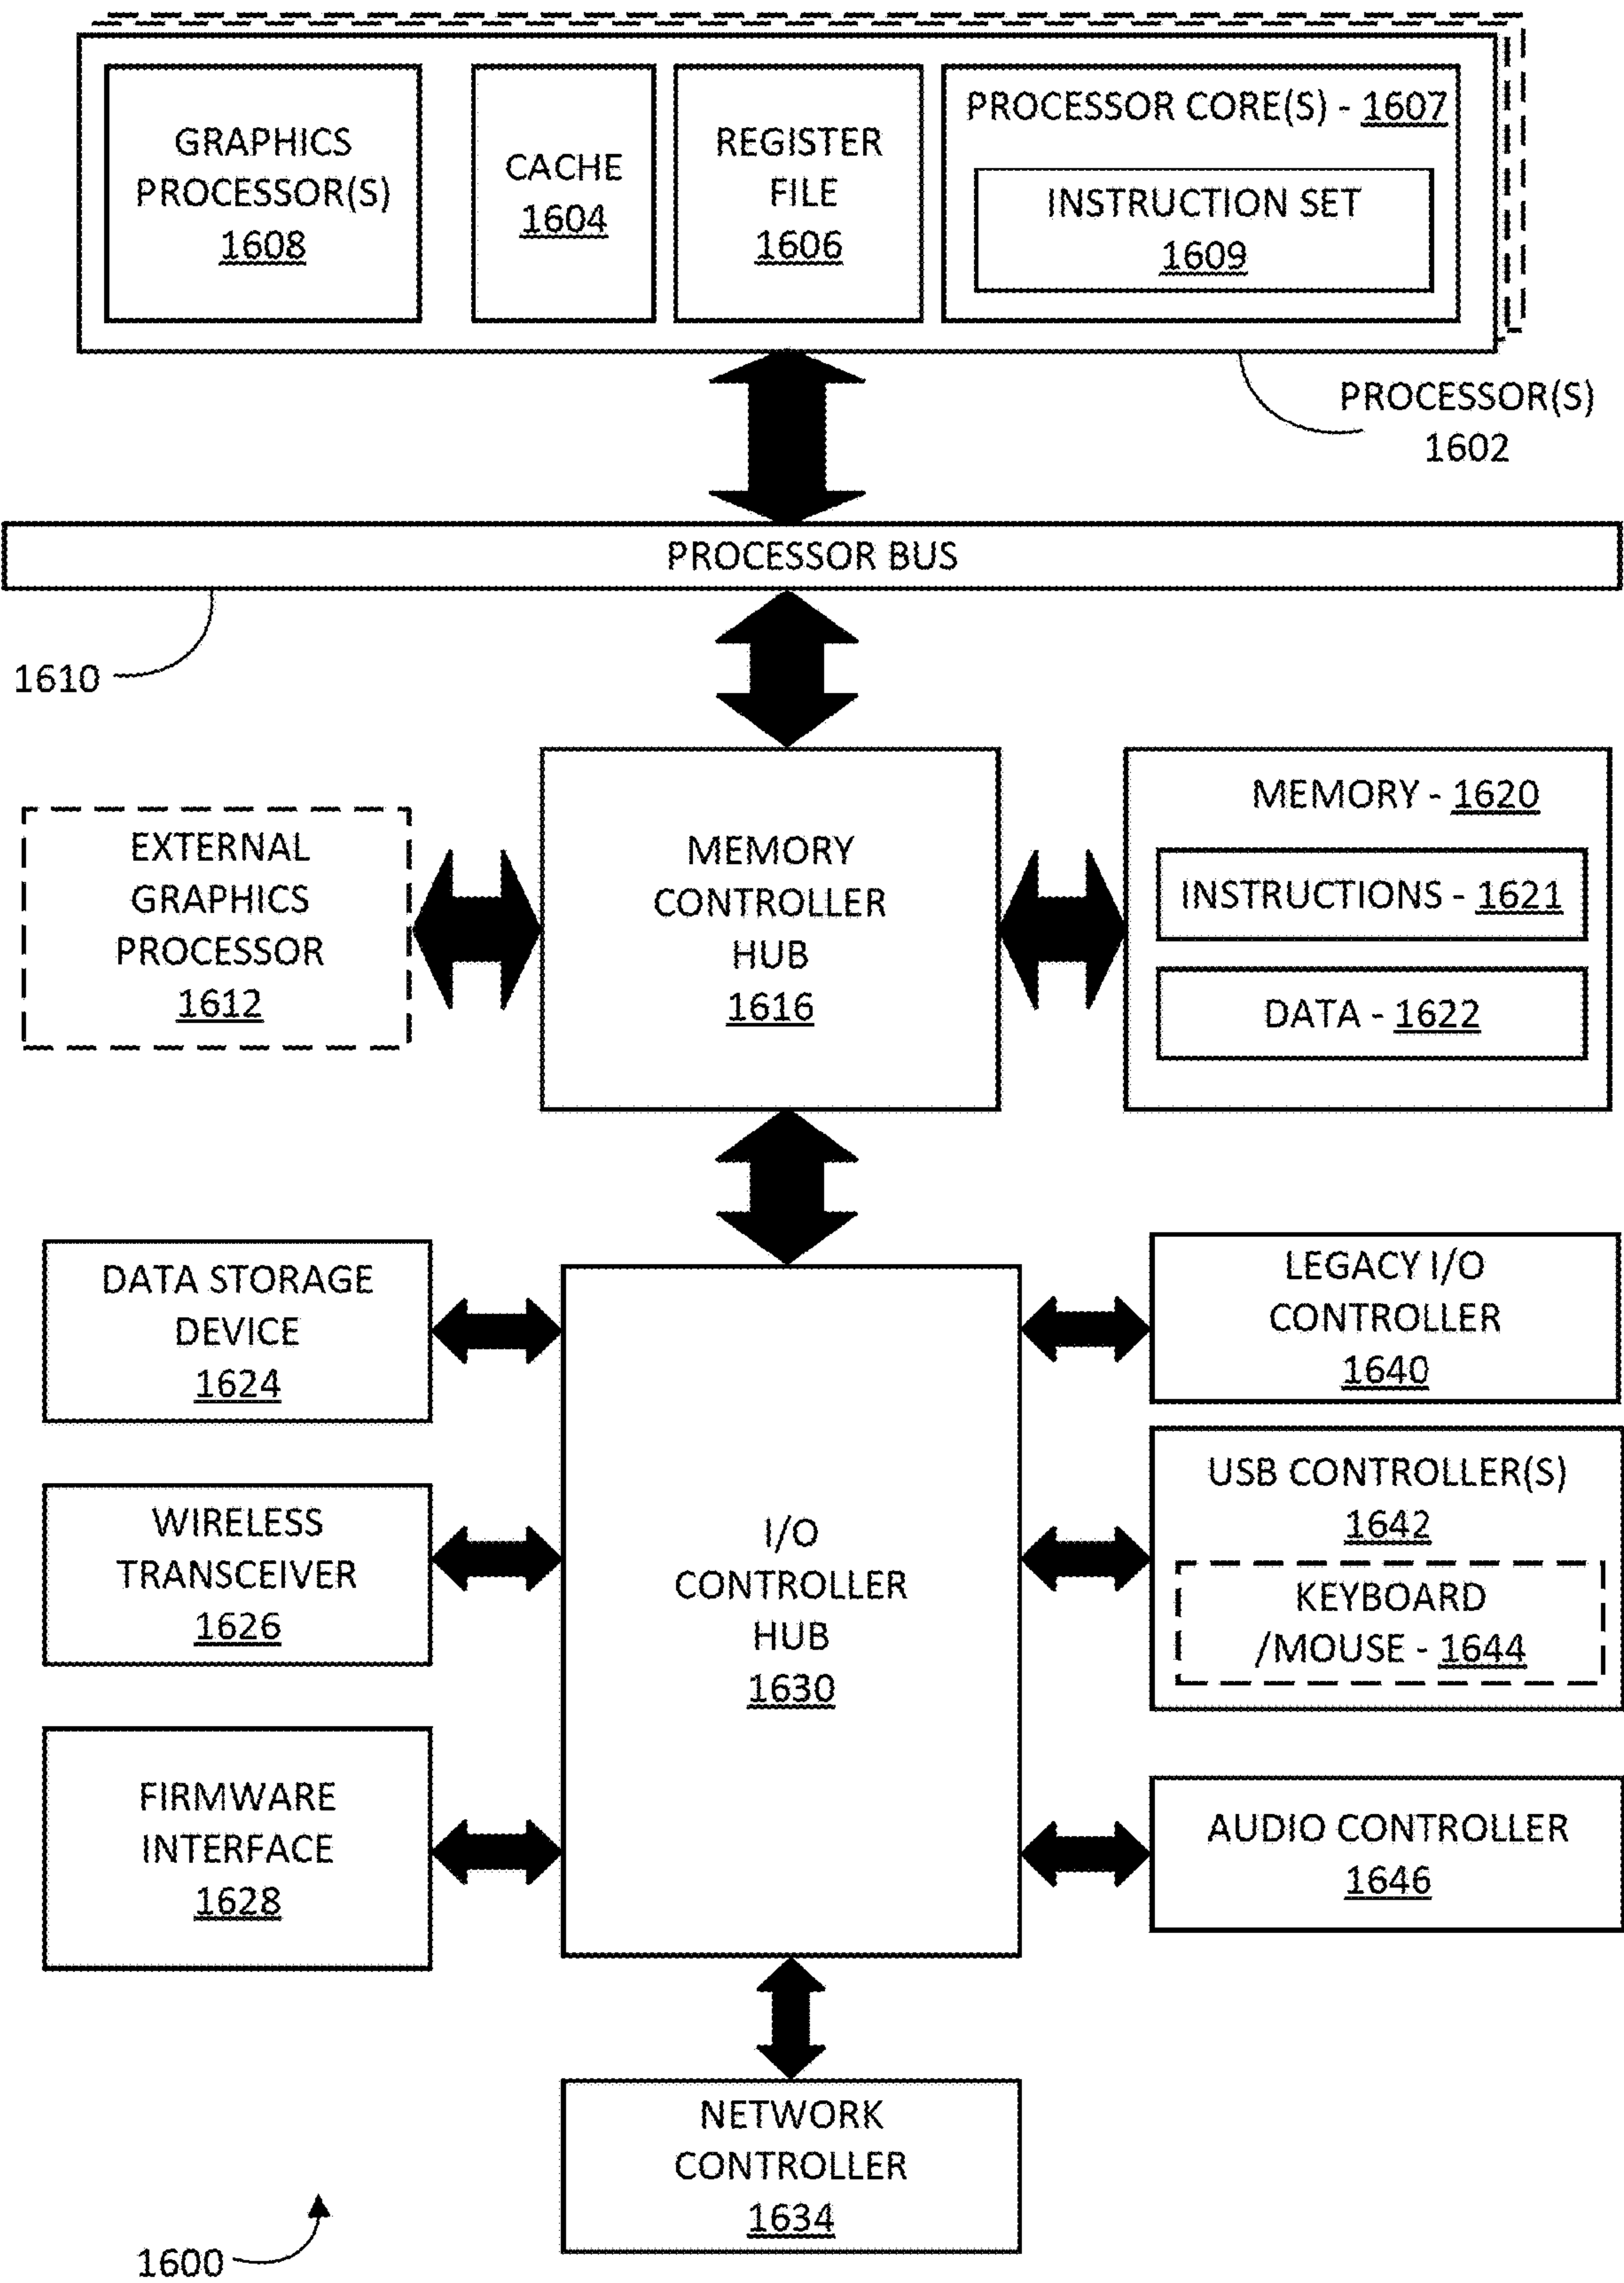 GRAPHICS
PROCESSOR(S)
1608
CACHE
1604
REGISTER
FILE
1606
PROCESSOR CORE(S) - 1607
INSTRUCTION SET
1609
PROCESSOR(S)
1602
PROCESSOR BUS
1610
EXTERNAL
GRAPHICS
PROCESSOR
1612
MEMORY
CONTROLLER
HUB
1616
MEMORY - 1620
INSTRUCTIONS - 1621
DATA - 1622
DATA STORAGE
DEVICE
1624
WIRELESS
TRANSCEIVER
1626
FIRMWARE
INTERFACE
1628
I/O
CONTROLLER
HUB
1630
LEGACY I/O
CONTROLLER
1640
USB CONTROLLER(S)
1642
KEYBOARD
/MOUSE - 1644
AUDIO CONTROLLER
1646
NETWORK
CONTROLLER
1634
1600